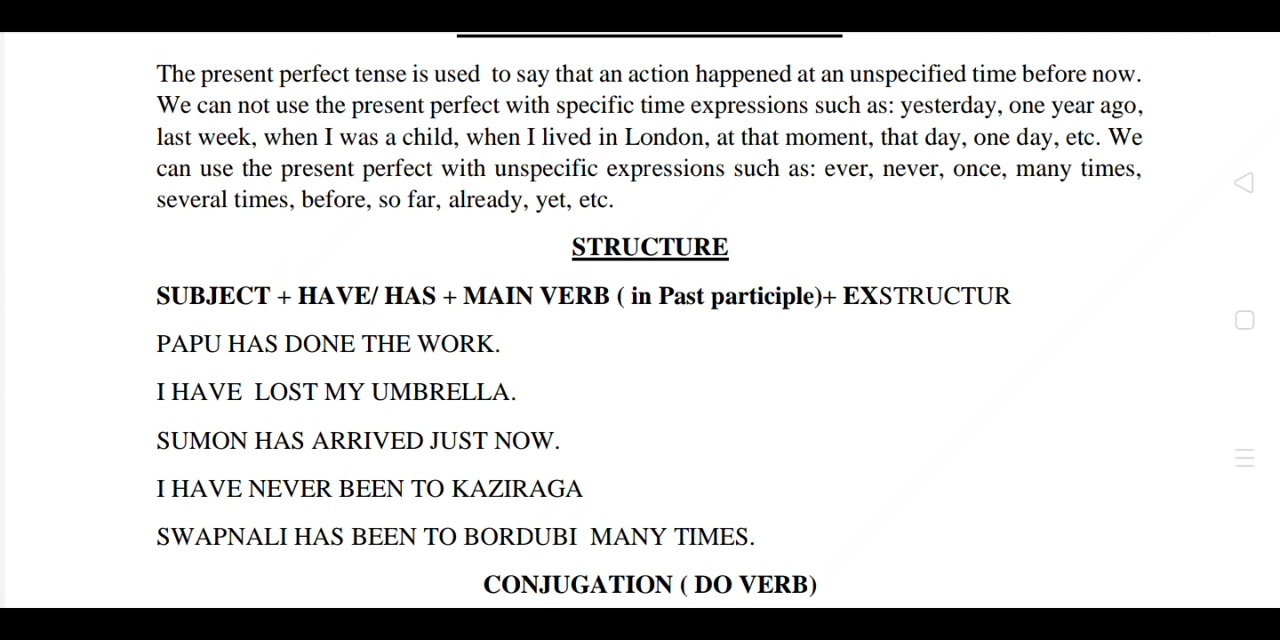 The present perfect tense is used to say that an action happened at an unspecified time before now.
We can not use the present perfect with specific time expressions such as: yesterday, one year ago,
last week, when I was a child, when I lived in London, at that moment, that day, one day, etc. We
can use the present perfect with unspecific expressions such as: ever, never, once, many times,
several times, before, so far, already, yet, etc.
STRUCTURE
SUBJECT + HAVE/ HAS + MAIN VERB ( in Past participle)+ EXSTRUCTUR
PAPU HAS DONE THE WORK.
I HAVE LOST MY UMBRELLA.
SUMON HAS ARRIVED JUST NOW.
I HAVE NEVER BEEN TO KAZIRAGA
SWAPNALI HAS BEEN TO BORDUBI MANY TIMES.
CONJUGATION ( DO VERB)